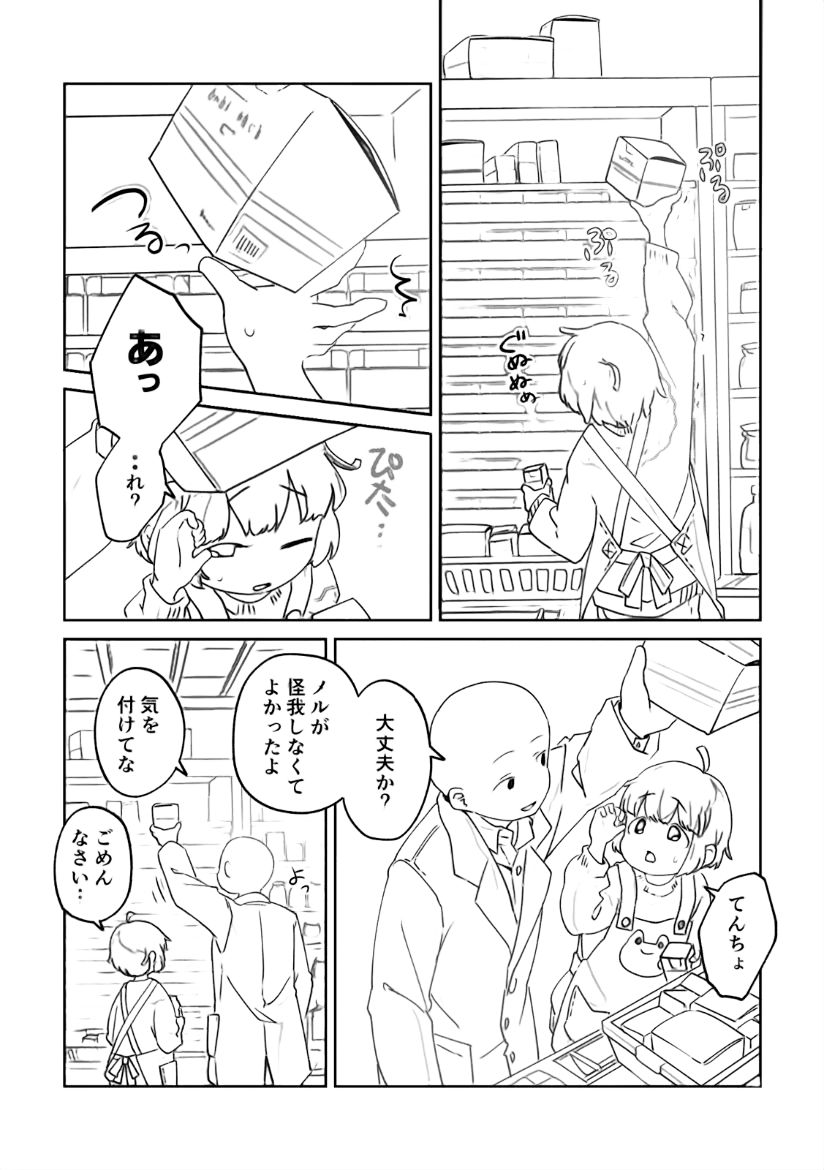 ぷる
ぷる
ぐぬぬぬ
つるっ
あっ
‥れ?
ぴた‥
大丈夫か?
てんちょ
ノルが
怪我しなくて
よかったよ
気を
付けてな
よっ
ごめん
なさい‥